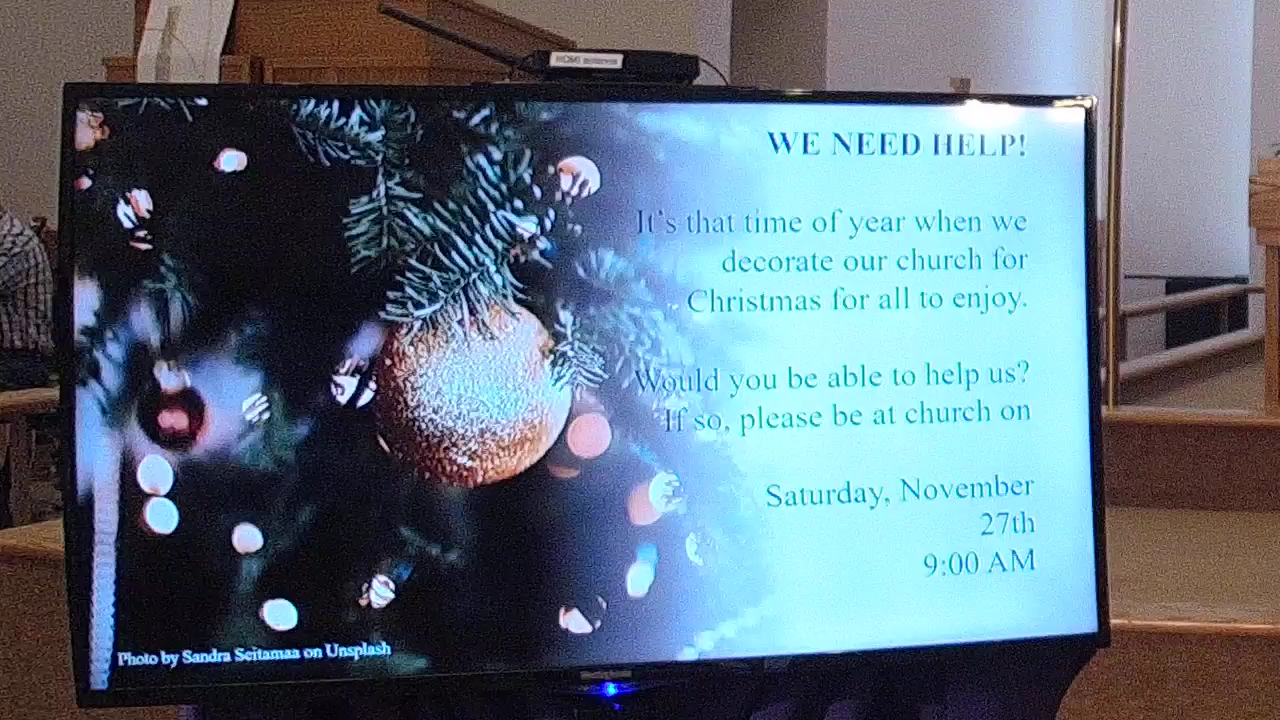 WE NEED HELP!
It's that time of year when we
decorate our church for
Christmas for all to enjoy.
Would you be able to help us?
If so, please be at church on
Saturday, November
27th
9:00 AM
Photo by Sandra Seitamaa on Unsplash